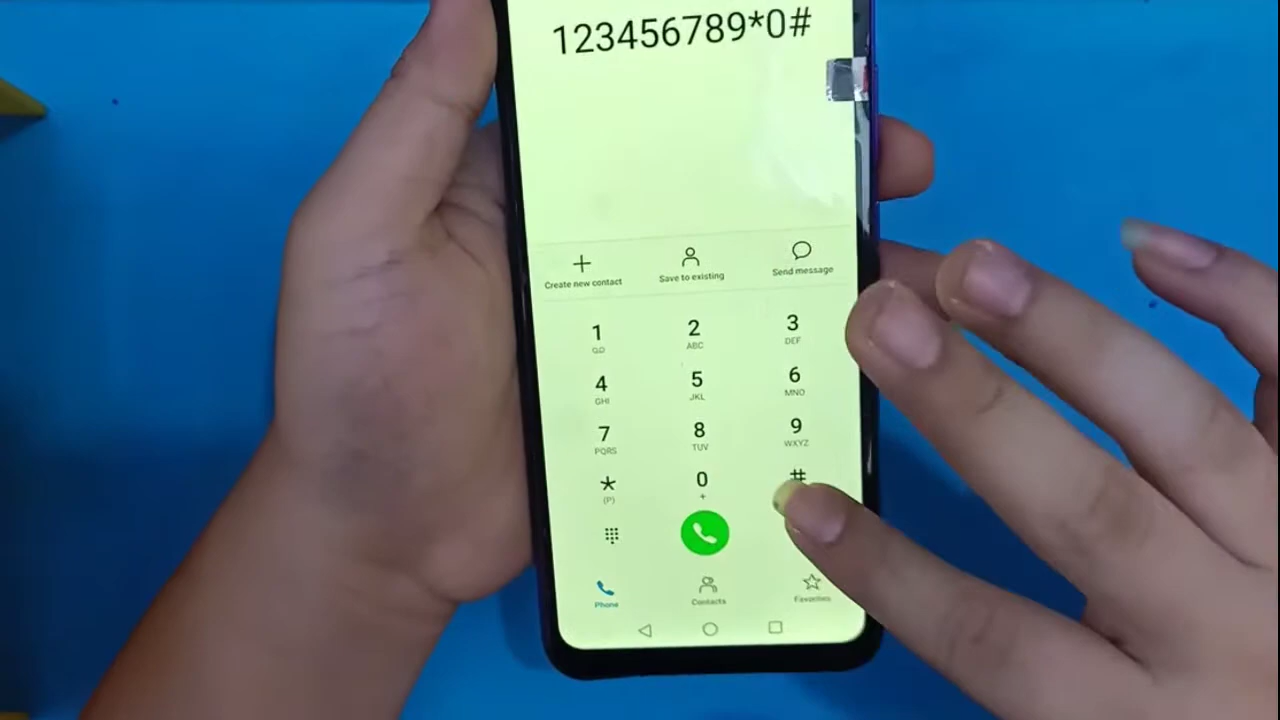 123456789*0#
Create new contact Save to existing Send message
1 2 3
QD ABC DEF
4 5 6
GHI JKL MNO
7 8 9
PQRS TUV WXYZ
* 0 #
(P) +
Phone Contacts Favorites